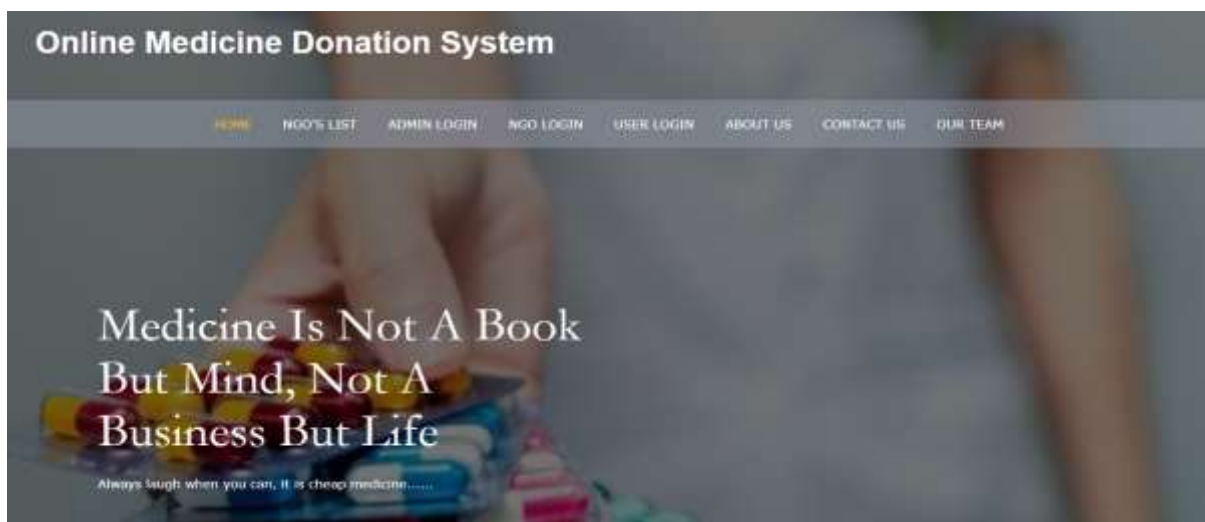 Online Medicine Donation System
HOME NGO'S LIST ADMIN LOGIN NGO LOGIN USER LOGIN ABOUT US CONTACT US OUR TEAM
Medicine Is Not A Book
But Mind, Not A
Business But Life
Always laugh when you can, it is cheap medicine......